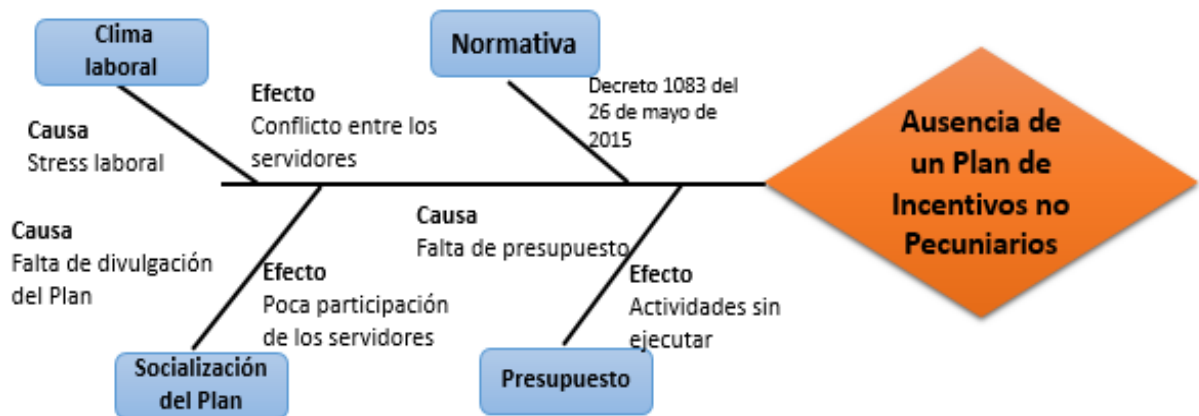 Clima
laboral
Normativa
Efecto
Conflicto entre los
servidores
Decreto 1083 del
26 de mayo de
2015
Causa
Stress laboral
Ausencia de
un Plan de
Incentivos no
Pecuniarios
Causa
Falta de divulgación
del Plan
Efecto
Poca participación
de los servidores
Causa
Falta de presupuesto
Efecto
Actividades sin
ejecutar
Socialización
del Plan
Presupuesto